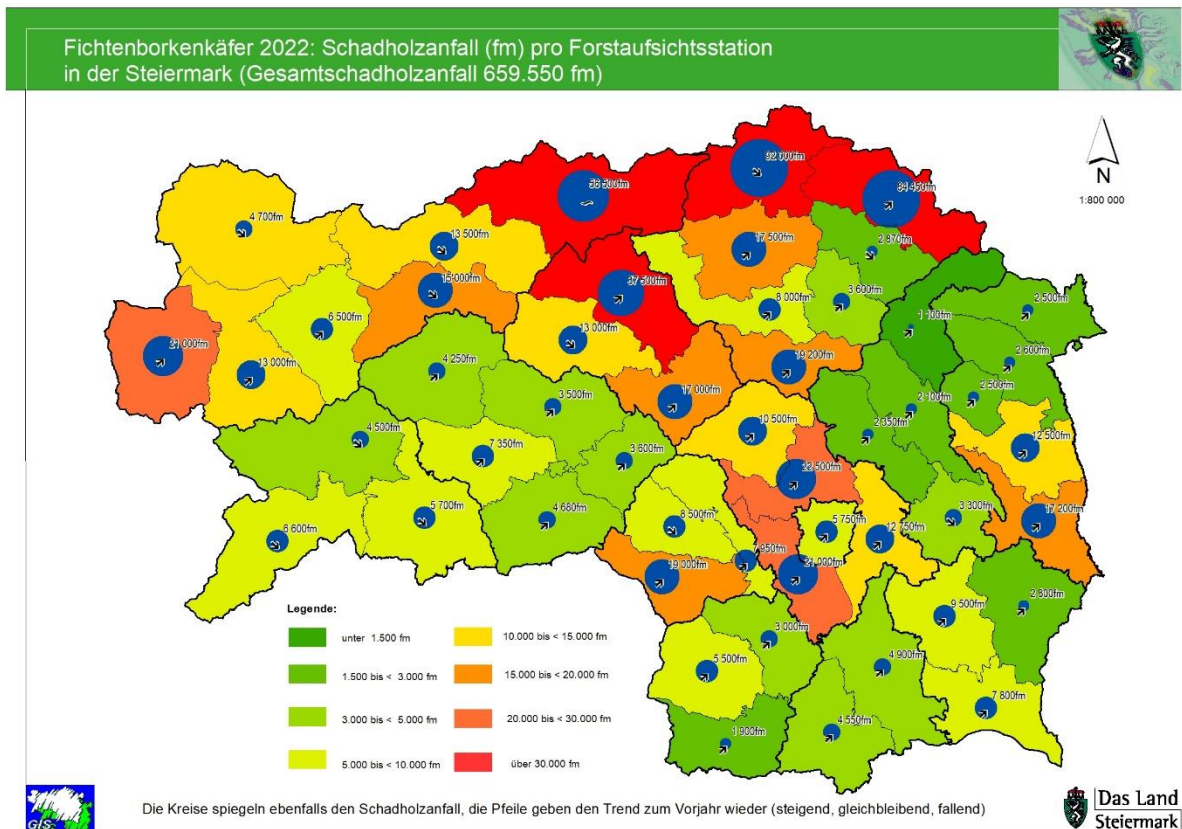 Fichtenborkenkäfer 2022: Schadholzanfall (fm) pro Forstaufsichtsstation
in der Steiermark (Gesamtschadholzanfall 659.550 fm)
N
1:800 000
92 000fm
56 500fm
84 450fm
4 700fm
13 500fm
17 500fm
2 870fm
15 000fm
37 500fm
8 000fm
3 600fm
2 500fm
1 100fm
6 500fm
13 000fm
21 000fm
13 000fm
4 250fm
19 200fm
2 600fm
3 500fm
17 000fm
2 500fm
2 100fm
4 500fm
7 350fm
3 600fm
10 500fm
2 350fm
12 500fm
22 500fm
5 700fm
4 680fm
8 500fm
5 750fm
12 750fm
3 300fm
17 200fm
6 600fm
19 000fm
950fm
21 000fm
9 500fm
2 800fm
3 000fm
5 500fm
4 900fm
7 800fm
1 900fm
4 550fm
Legende:
unter 1.500 fm
10.000 bis < 15.000 fm
1.500 bis < 3.000 fm
15.000 bis < 20.000 fm
3.000 bis < 5.000 fm
20.000 bis < 30.000 fm
5.000 bis < 10.000 fm
über 30.000 fm
GIS
Die Kreise spiegeln ebenfalls den Schadholzanfall, die Pfeile geben den Trend zum Vorjahr weder (steigend, gleichbleibend, fallend)
Das Land
Steiermark